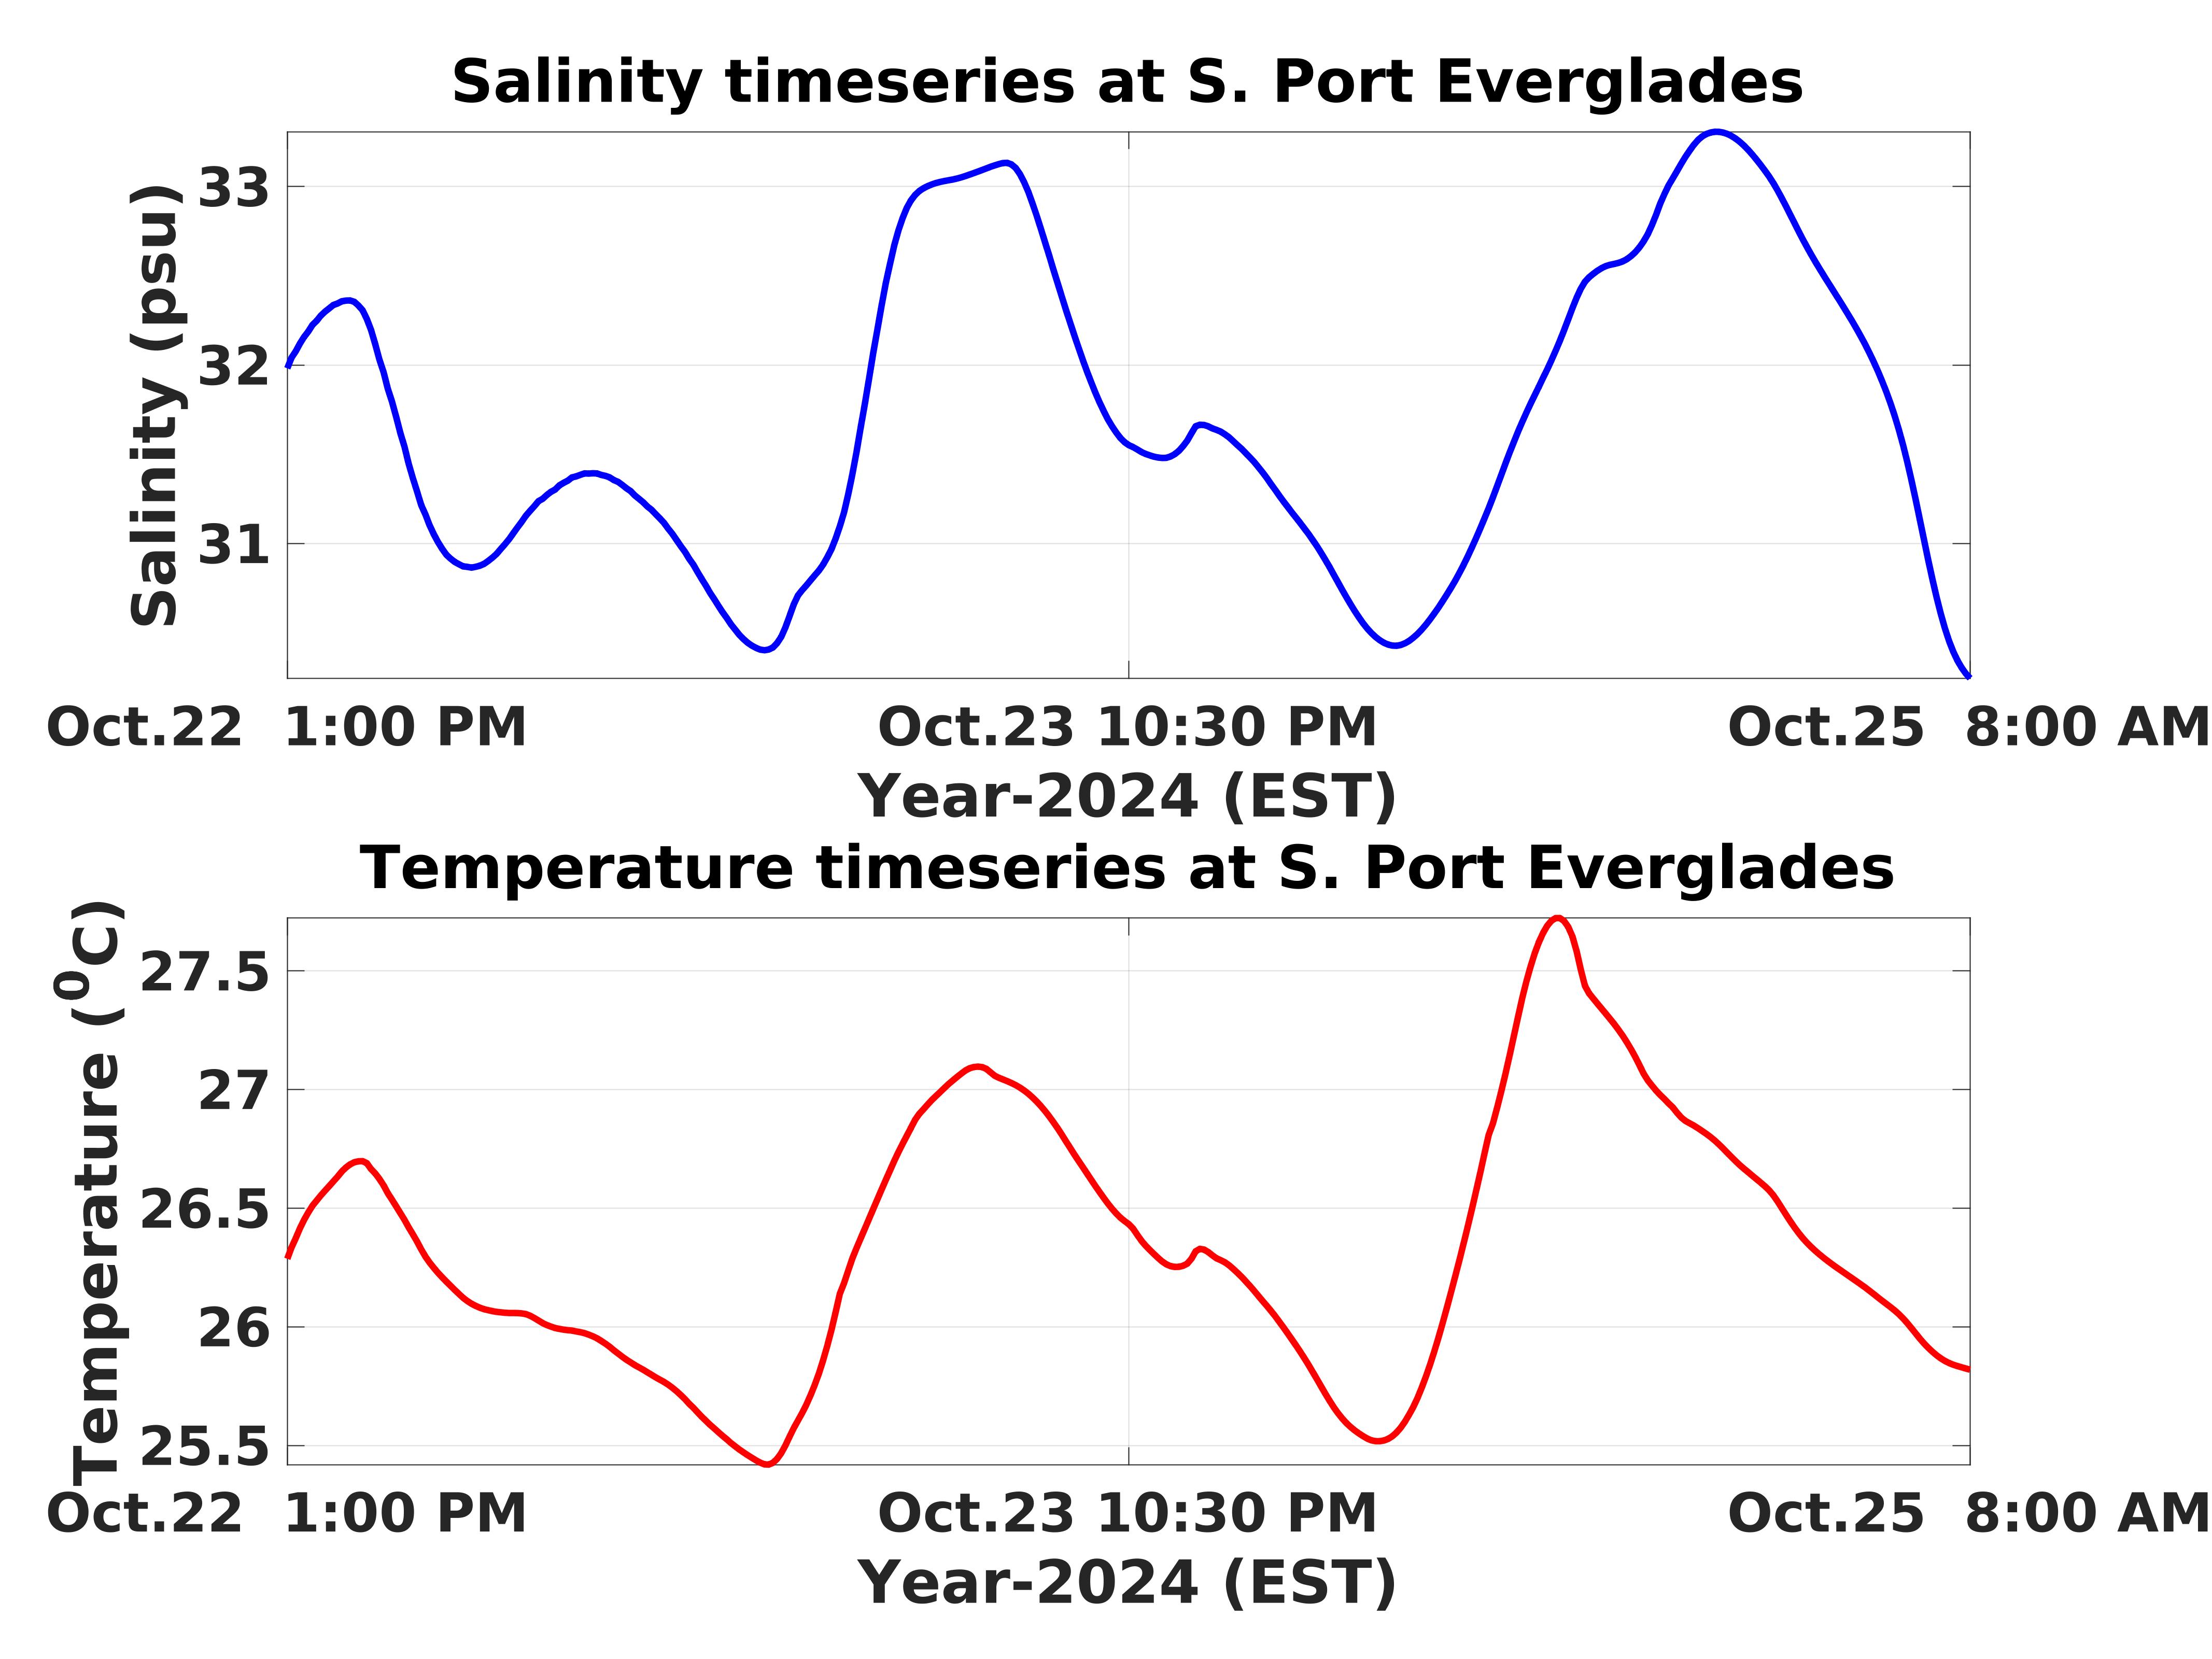 Salinity timeseries at S. Port Everglades
Salinity (psu)
33
32
31
Oct.22 1:00 PM
Oct.23 10:30 PM
Oct.25 8:00 AM
Year-2024 (EST)
Temperature timeseries at S. Port Everglades
Temperature (⁰C)
27.5
27
26.5
26
25.5
Oct.22 1:00 PM
Oct.23 10:30 PM
Oct.25 8:00 AM
Year-2024 (EST)